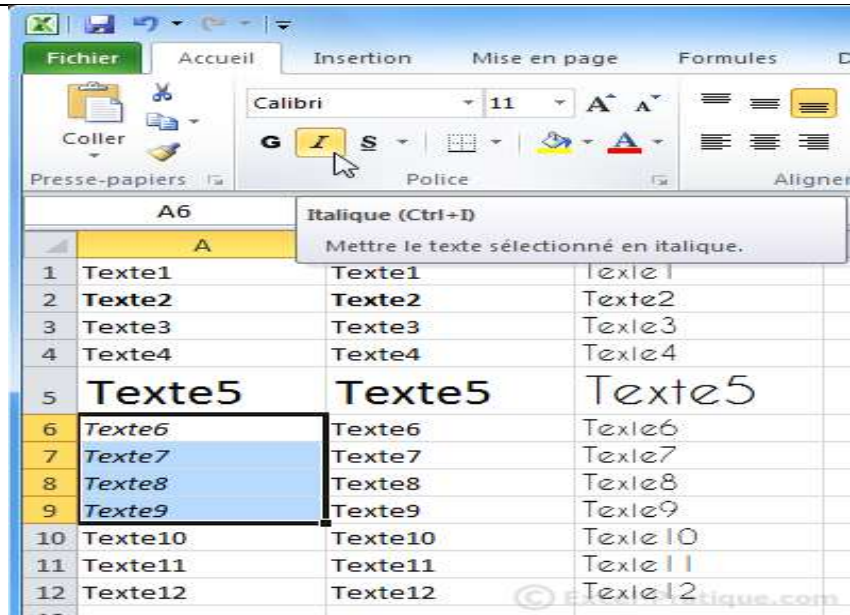 Fichier Accueil Insertion Mise en page Formules D
Calibri 11 A A
Coller G I S A
Presse-papiers Police Aligner
A6
Italique (Ctrl+I)
Mettre le texte sélectionné en italique.
A
1 Texte1 Texte1 Texte1
2 Texte2 Texte2 Texte2
3 Texte3 Texte3 Texte3
4 Texte4 Texte4 Texte4
5 Texte5 Texte5 Texte5
6 Texte6 Texte6 Texte6
7 Texte7 Texte7 Texte7
8 Texte8 Texte8 Texte8
9 Texte9 Texte9 Texte9
10 Texte10 Texte10 Texte10
11 Texte11 Texte11 Texte11
12 Texte12 Texte12 Texte12